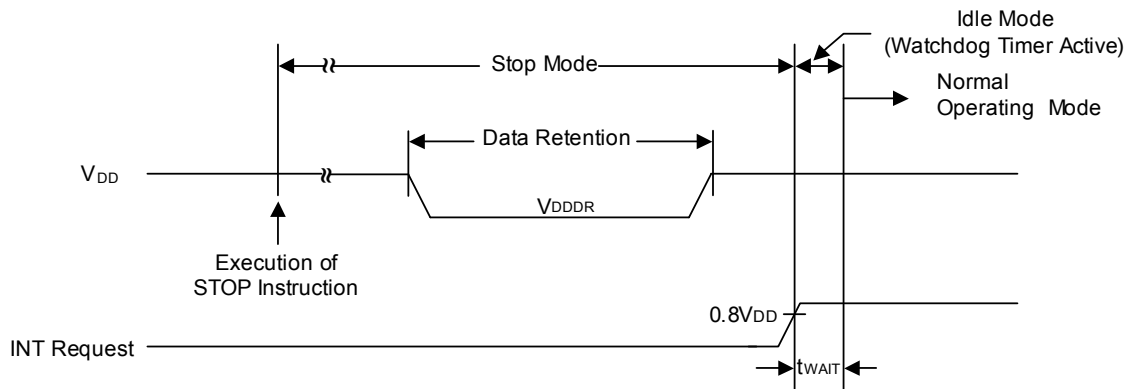 Idle Mode
(Watchdog Timer Active)
Stop Mode
Normal
Operating Mode
Data Retention
VDD
VDDDR
Execution of
STOP Instruction
0.8VDD
INT Request
tWAIT